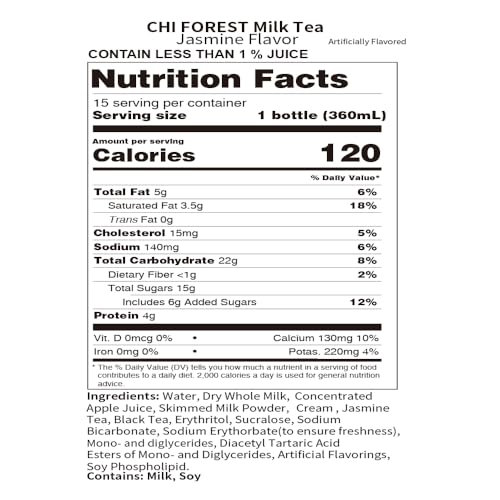 CHI FOREST Milk Tea
Jasmine Flavor
Artificially Flavored
CONTAIN LESS THAN 1 % JUICE
Nutrition Facts
15 serving per container
Serving size 1 bottle (360mL)
Amount per serving
Calories 120
% Daily Value*
Total Fat 5g 6%
Saturated Fat 3.5g 18%
Trans Fat 0g
Cholesterol 15mg 5%
Sodium 140mg 6%
Total Carbohydrate 22g 8%
Dietary Fiber <1g 2%
Total Sugars 15g
Includes 6g Added Sugars 12%
Protein 4g
Vit. D 0mcg 0% • Calcium 130mg 10%
Iron 0mg 0% • Potas. 220mg 4%
* The % Daily Value (DV) tells you how much a nutrient in a serving of food
contributes to a daily diet. 2,000 calories a day is used for general nutrition
advice.
Ingredients: Water, Dry Whole Milk, Concentrated
Apple Juice, Skimmed Milk Powder, Cream , Jasmine
Tea, Black Tea, Erythritol, Sucralose, Sodium
Bicarbonate, Sodium Erythorbate(to ensure freshness),
Mono- and diglycerides, Diacetyl Tartaric Acid
Esters of Mono- and Diglycerides, Artificial Flavorings,
Soy Phospholipid.
Contains: Milk, Soy